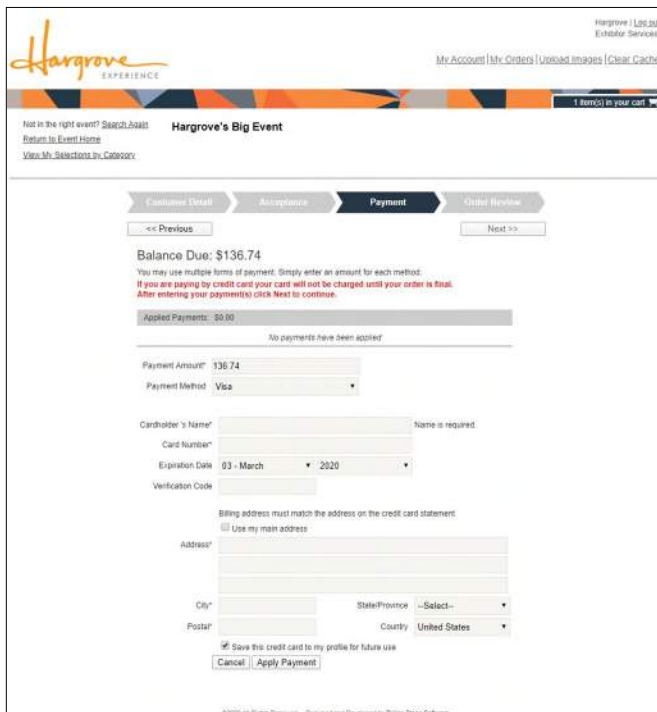 Hargrove
EXPERIENCE
Hargrove | Log out
Exhibitor Services
My Account | My Orders | Upload Images | Clear Cache
1 item(s) in your cart
Not in the right event? Search Again
Hargrove's Big Event
Return to Event Home
View My Selections by Category
Customer Detail
Acceptance
Payment
Order Review
<< Previous
Next >>
Balance Due: $136.74
You may use multiple forms of payment. Simply enter an amount for each method.
If you are paying by credit card your card will not be charged until your order is final.
After entering your payment(s) click Next to continue.
Applied Payments: $0.00
No payments have been applied
Payment Amount* 136.74
Payment Method Visa
Cardholder 's Name* Name is required.
Card Number*
Expiration Date 03 - March 2020
Verification Code
Billing address must match the address on the credit card statement
Use my main address
Address*
City* State/Province --Select--
Postal* Country United States
Save this credit card to my profile for future use
Cancel Apply Payment